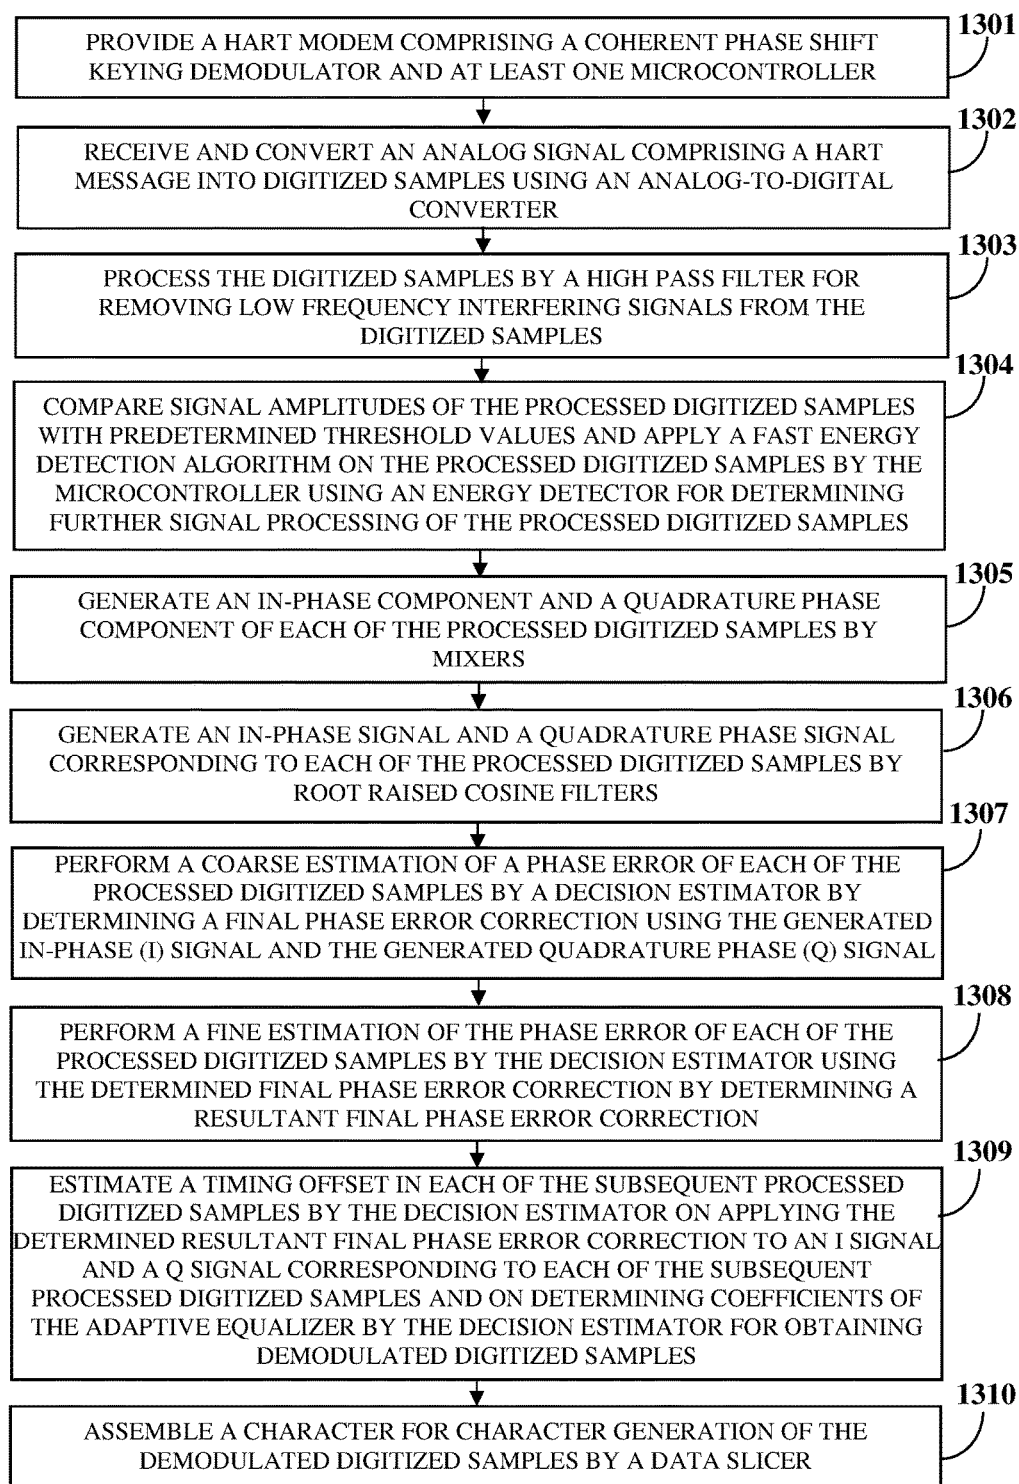 1301
PROVIDE A HART MODEM COMPRISING A COHERENT PHASE SHIFT
KEYING DEMODULATOR AND AT LEAST ONE MICROCONTROLLER
1302
RECEIVE AND CONVERT AN ANALOG SIGNAL COMPRISING A HART
MESSAGE INTO DIGITIZED SAMPLES USING AN ANALOG-TO-DIGITAL
CONVERTER
1303
PROCESS THE DIGITIZED SAMPLES BY A HIGH PASS FILTER FOR
REMOVING LOW FREQUENCY INTERFERING SIGNALS FROM THE
DIGITIZED SAMPLES
1304
COMPARE SIGNAL AMPLITUDES OF THE PROCESSED DIGITIZED SAMPLES
WITH PREDETERMINED THRESHOLD VALUES AND APPLY A FAST ENERGY
DETECTION ALGORITHM ON THE PROCESSED DIGITIZED SAMPLES BY THE
MICROCONTROLLER USING AN ENERGY DETECTOR FOR DETERMINING
FURTHER SIGNAL PROCESSING OF THE PROCESSED DIGITIZED SAMPLES
1305
GENERATE AN IN-PHASE COMPONENT AND A QUADRATURE PHASE
COMPONENT OF EACH OF THE PROCESSED DIGITIZED SAMPLES BY
MIXERS
1306
GENERATE AN IN-PHASE SIGNAL AND A QUADRATURE PHASE SIGNAL
CORRESPONDING TO EACH OF THE PROCESSED DIGITIZED SAMPLES BY
ROOT RAISED COSINE FILTERS
1307
PERFORM A COARSE ESTIMATION OF A PHASE ERROR OF EACH OF THE
PROCESSED DIGITIZED SAMPLES BY A DECISION ESTIMATOR BY
DETERMINING A FINAL PHASE ERROR CORRECTION USING THE GENERATED
IN-PHASE (I) SIGNAL AND THE GENERATED QUADRATURE PHASE (Q) SIGNAL
1308
PERFORM A FINE ESTIMATION OF THE PHASE ERROR OF EACH OF THE
PROCESSED DIGITIZED SAMPLES BY THE DECISION ESTIMATOR USING
THE DETERMINED FINAL PHASE ERROR CORRECTION BY DETERMINING A
RESULTANT FINAL PHASE ERROR CORRECTION
1309
ESTIMATE A TIMING OFFSET IN EACH OF THE SUBSEQUENT PROCESSED
DIGITIZED SAMPLES BY THE DECISION ESTIMATOR ON APPLYING THE
DETERMINED RESULTANT FINAL PHASE ERROR CORRECTION TO AN I SIGNAL
AND A Q SIGNAL CORRESPONDING TO EACH OF THE SUBSEQUENT
PROCESSED DIGITIZED SAMPLES AND ON DETERMINING COEFFICIENTS OF
THE ADAPTIVE EQUALIZER BY THE DECISION ESTIMATOR FOR OBTAINING
DEMODULATED DIGITIZED SAMPLES
1310
ASSEMBLE A CHARACTER FOR CHARACTER GENERATION OF THE
DEMODULATED DIGITIZED SAMPLES BY A DATA SLICER